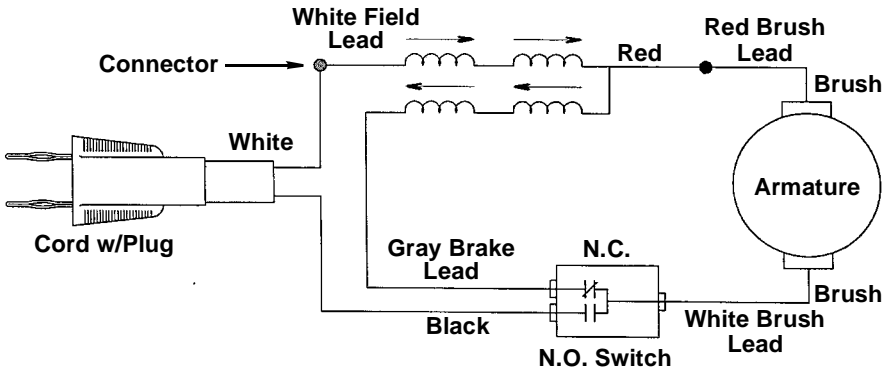 White Field
Lead
Red Brush
Lead
Connector
Red
Brush
White
Armature
Cord w/Plug
Gray Brake
Lead
N.C.
Brush
Black
White Brush
Lead
N.O. Switch